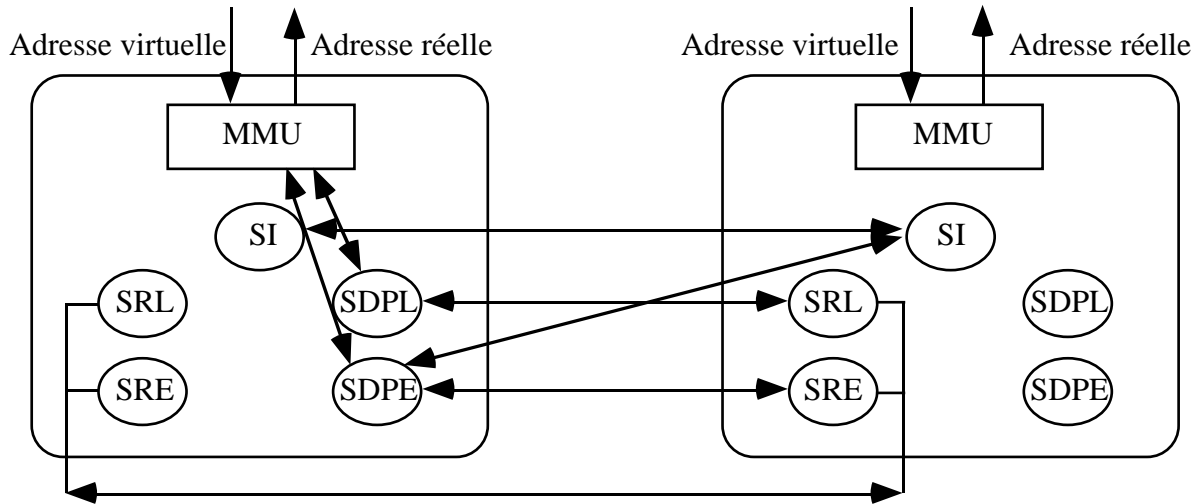 Adresse virtuelle Adresse réelle Adresse virtuelle Adresse réelle
MMU MMU
SI SI
SRL SDPL SRL SDPL
SRE SDPE SRE SDPE